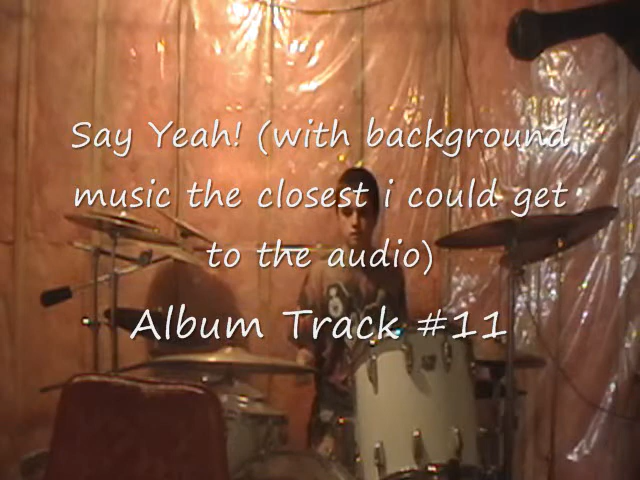 Say Yeah! (with background
music the closest i could get
to the audio)
Album Track #11